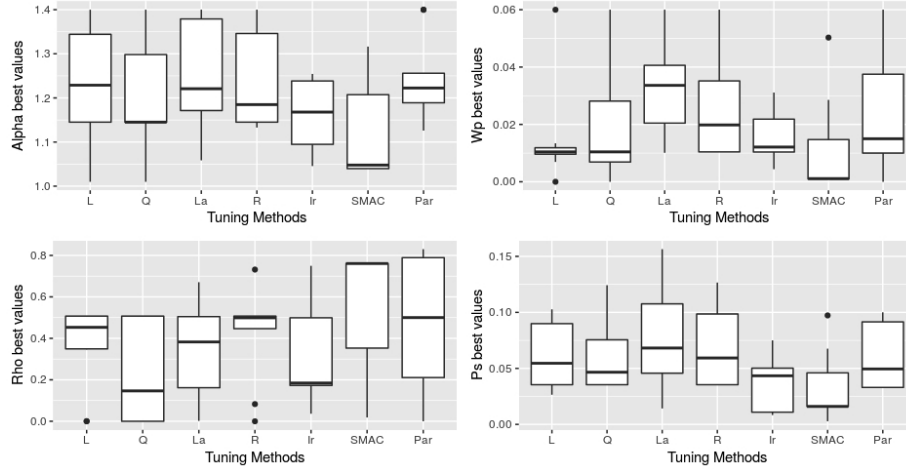 Alpha best values
1.4
1.3
1.2
1.1
1.0
L Q La R Ir SMAC Par
Tuning Methods
Wp best values
0.06
0.04
0.02
0.00
L Q La R Ir SMAC Par
Tuning Methods
Rho best values
0.8
0.6
0.4
0.2
0.0
L Q La R Ir SMAC Par
Tuning Methods
Ps best values
0.15
0.10
0.05
0.00
L Q La R Ir SMAC Par
Tuning Methods